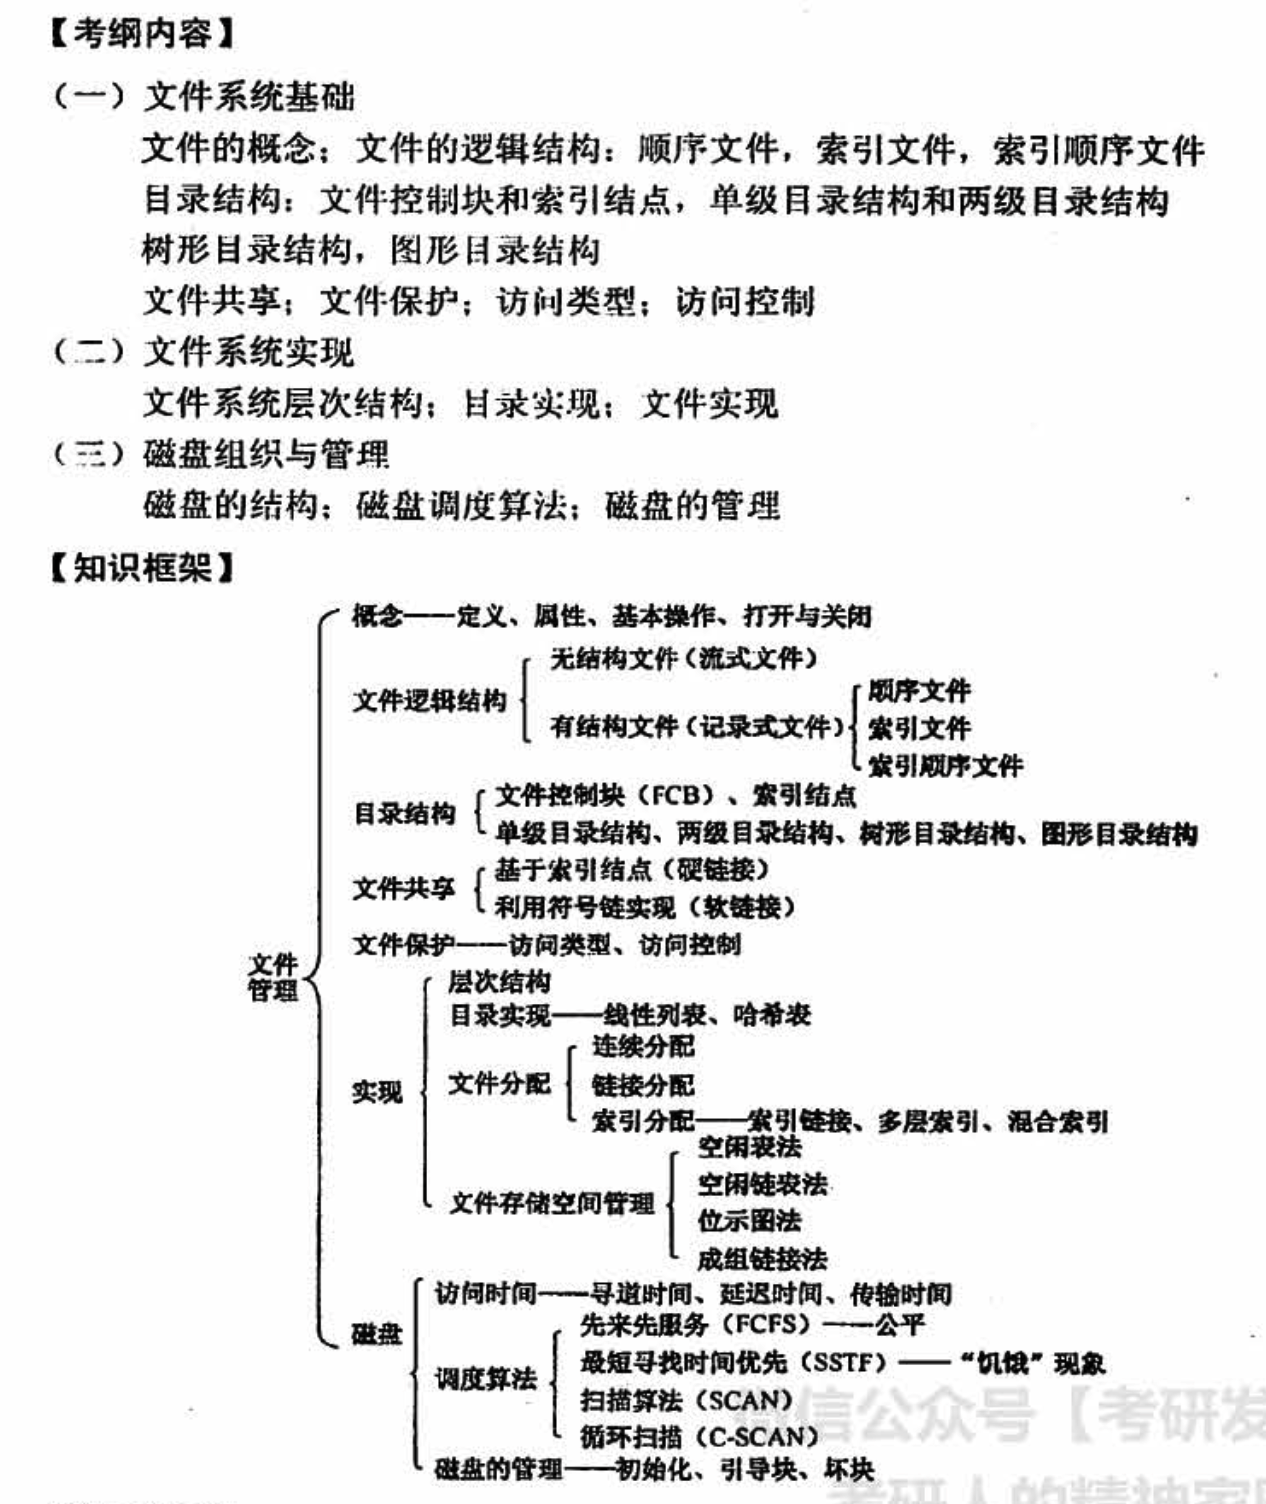 【考纲内容】
（一）文件系统基础
文件的概念；文件的逻辑结构：顺序文件，索引文件，索引顺序文件
目录结构：文件控制块和索引结点，单级目录结构和两级目录结构
树形目录结构，图形目录结构
文件共享；文件保护；访问类型；访问控制
（二）文件系统实现
文件系统层次结构；目录实现；文件实现
（三）磁盘组织与管理
磁盘的结构；磁盘调度算法；磁盘的管理
【知识框架】
文件
管理
概念——定义、属性、基本操作、打开与关闭
文件逻辑结构
无结构文件（流式文件）
有结构文件（记录式文件）
顺序文件
索引文件
索引顺序文件
目录结构
文件控制块（FCB）、索引结点
单级目录结构、两级目录结构、树形目录结构、图形目录结构
文件共享
基于索引结点（硬链接）
利用符号链实现（软链接）
文件保护——访问类型、访问控制
实现
层次结构
目录实现——线性列表、哈希表
文件分配
连续分配
链接分配
索引分配——索引链接、多层索引、混合索引
文件存储空间管理
空闲表法
空闲链表法
位示图法
成组链接法
磁盘
访问时间——寻道时间、延迟时间、传输时间
调度算法
先来先服务（FCFS）——公平
最短寻找时间优先（SSTF）——“饥饿”现象
扫描算法（SCAN）
循环扫描（C-SCAN）
磁盘的管理——初始化、引导块、坏块
信公众号【考研发
考研人的精神家